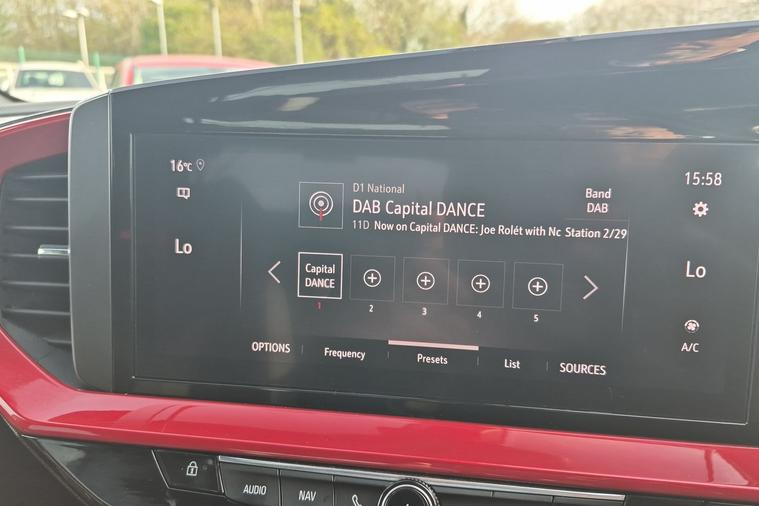 16°C
15:58
D1 National
DAB Capital DANCE
11D Now on Capital DANCE: Joe Rolét with Nc Station 2/29
Band
DAB
Lo
Lo
Capital
DANCE
1
2
3
4
5
A/C
OPTIONS
Frequency
Presets
List
SOURCES
AUDIO
NAV